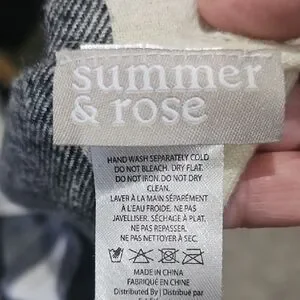 summer
& rose
HAND WASH SEPARATELY COLD
DO NOT BLEACH. DRY FLAT.
DO NOT IRON. DO NOT DRY
CLEAN.
LAVER À LA MAIN SÉPARÉMENT
À L'EAU FROIDE. NE PAS
JAVELLISER. SÉCHAGE À PLAT.
NE PAS REPASSER.
NE PAS NETTOYER À SEC.
MADE IN CHINA
FABRIQUÉ EN CHINE
Distributed By | Distribué par